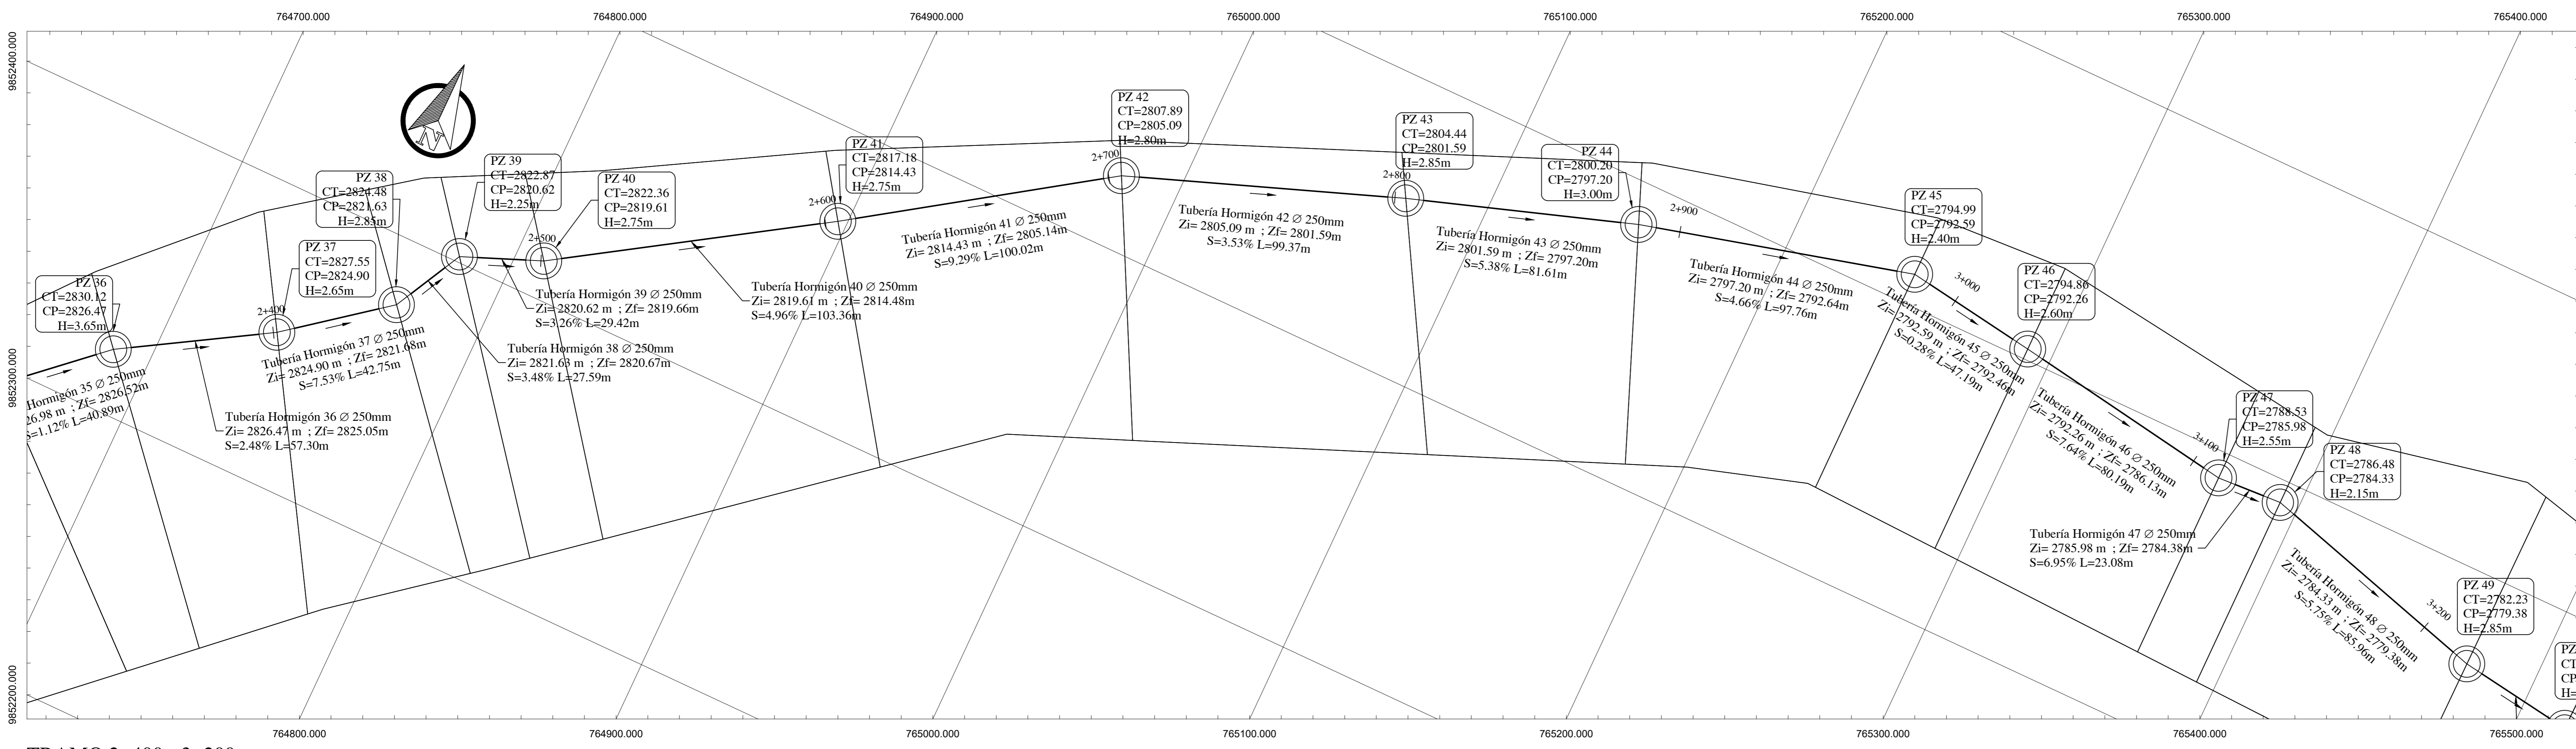 764700.000
764800.000
764900.000
765000.000
765100.000
765200.000
765300.000
765400.000
9852400.000
9852300.000
9852200.000
N
PZ 36
CT=2830.12
CP=2826.47
H=3.65m
PZ 37
CT=2827.55
CP=2824.90
H=2.65m
PZ 38
CT=2824.48
CP=2821.63
H=2.85m
PZ 39
CT=2822.87
CP=2820.62
H=2.25m
PZ 40
CT=2822.36
CP=2819.61
H=2.75m
PZ 41
CT=2817.18
CP=2814.43
H=2.75m
PZ 42
CT=2807.89
CP=2805.09
H=2.80m
PZ 43
CT=2804.44
CP=2801.59
H=2.85m
PZ 44
CT=2800.20
CP=2797.20
H=3.00m
PZ 45
CT=2794.99
CP=2792.59
H=2.40m
PZ 46
CT=2794.86
CP=2792.26
H=2.60m
PZ 47
CT=2788.53
CP=2785.98
H=2.55m
PZ 48
CT=2786.48
CP=2784.33
H=2.15m
PZ 49
CT=2782.23
CP=2779.38
H=2.85m
PZ
CT
CP
H=
2+400
2+500
2+600
2+700
2+800
2+900
3+000
3+100
3+200
Hormigón 35 ∅ 250mm
26.98 m ; Zf= 2826.52m
S=1.12% L=40.89m
Tubería Hormigón 36 ∅ 250mm
Zi= 2826.47 m ; Zf= 2825.05m
S=2.48% L=57.30m
Tubería Hormigón 37 ∅ 250mm
Zi= 2824.90 m ; Zf= 2821.68m
S=7.53% L=42.75m
Tubería Hormigón 38 ∅ 250mm
Zi= 2821.63 m ; Zf= 2820.67m
S=3.48% L=27.59m
Tubería Hormigón 39 ∅ 250mm
Zi= 2820.62 m ; Zf= 2819.66m
S=3.26% L=29.42m
Tubería Hormigón 40 ∅ 250mm
Zi= 2819.61 m ; Zf= 2814.48m
S=4.96% L=103.36m
Tubería Hormigón 41 ∅ 250mm
Zi= 2814.43 m ; Zf= 2805.14m
S=9.29% L=100.02m
Tubería Hormigón 42 ∅ 250mm
Zi= 2805.09 m ; Zf= 2801.59m
S=3.53% L=99.37m
Tubería Hormigón 43 ∅ 250mm
Zi= 2801.59 m ; Zf= 2797.20m
S=5.38% L=81.61m
Tubería Hormigón 44 ∅ 250mm
Zi= 2797.20 m ; Zf= 2792.64m
S=4.66% L=97.76m
Tubería Hormigón 45 ∅ 250mm
Zi= 2792.59 m ; Zf= 2792.46m
S=0.28% L=47.19m
Tubería Hormigón 46 ∅ 250mm
Zi= 2792.26 m ; Zf= 2786.13m
S=7.64% L=80.19m
Tubería Hormigón 47 ∅ 250mm
Zi= 2785.98 m ; Zf= 2784.38m
S=6.95% L=23.08m
Tubería Hormigón 48 ∅ 250mm
Zi= 2784.33 m ; Zf= 2779.38m
S=5.75% L=85.96m
764800.000
764900.000
765000.000
765100.000
765200.000
765300.000
765400.000
765500.000